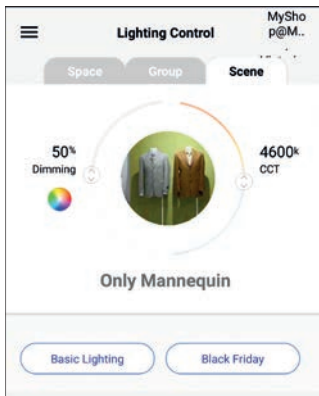 MySho
Lighting Control
p@M..
Space
Group
Scene
50%
Dimming
4600k
CCT
Only Mannequin
Basic Lighting
Black Friday